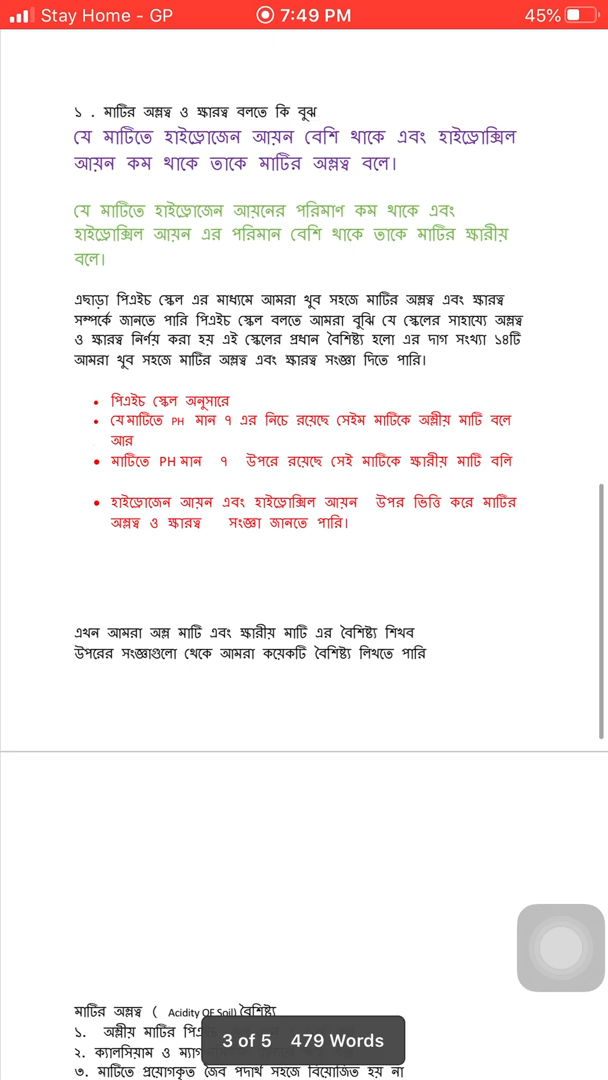 Stay Home - GP
7:49 PM
45%
১ . মাটির অম্লত্ব ও ক্ষারত্ব বলতে কি বুঝ
যে মাটিতে হাইড্রোজেন আয়ন বেশি থাকে এবং হাইড্রোক্সিল
আয়ন কম থাকে তাকে মাটির অম্লত্ব বলে।
যে মাটিতে হাইড্রোজেন আয়নের পরিমাণ কম থাকে এবং
হাইড্রোক্সিল আয়ন এর পরিমান বেশি থাকে তাকে মাটির ক্ষারীয়
বলে।
এছাড়া পিএইচ স্কেল এর মাধ্যমে আমরা খুব সহজে মাটির অম্লত্ব এবং ক্ষারত্ব
সম্পর্কে জানতে পারি পিএইচ স্কেল বলতে আমরা বুঝি যে স্কেলের সাহায্যে অম্লত্ব
ও ক্ষারত্ব নির্ণয় করা হয় এই স্কেলের প্রধান বৈশিষ্ট্য হলো এর দাগ সংখ্যা ১৪টি
আমরা খুব সহজে মাটির অম্লত্ব এবং ক্ষারত্ব সংজ্ঞা দিতে পারি।
• পিএইচ স্কেল অনুসারে
• যে মাটিতে PH মান ৭ এর নিচে রয়েছে সেইম মাটিকে অম্লীয় মাটি বলে
আর
• মাটিতে PH মান ৭ উপরে রয়েছে সেই মাটিকে ক্ষারীয় মাটি বলি
• হাইড্রোজেন আয়ন এবং হাইড্রোক্সিল আয়ন উপর ভিত্তি করে মাটির
অম্লত্ব ও ক্ষারত্ব সংজ্ঞা জানতে পারি।
এখন আমরা অম্ল মাটি এবং ক্ষারীয় মাটি এর বৈশিষ্ট্য শিখব
উপরের সংজ্ঞাগুলো থেকে আমরা কয়েকটি বৈশিষ্ট্য লিখতে পারি
মাটির অম্লত্ব ( Acidity OF Soil) বৈশিষ্ট্য
১. অম্লীয় মাটির
২. ক্যালসিয়াম ও
৩. মাটিতে প্রয়োগকৃত জৈব পদার্থ সহজে বিয়োজিত হয় না
3 of 5 479 Words